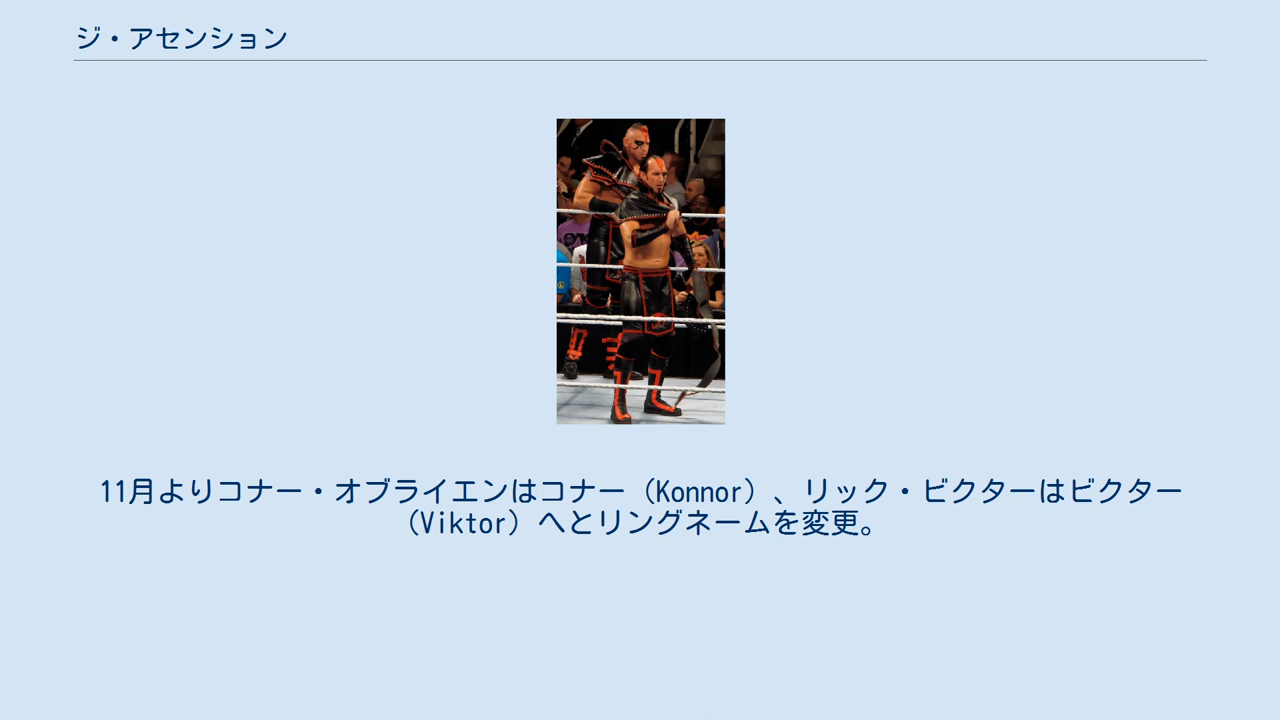 ジ・アセンション
11月よりコナー・オブライエンはコナー（Konnor）、リック・ビクターはビクター
（Viktor）へとリングネームを変更。